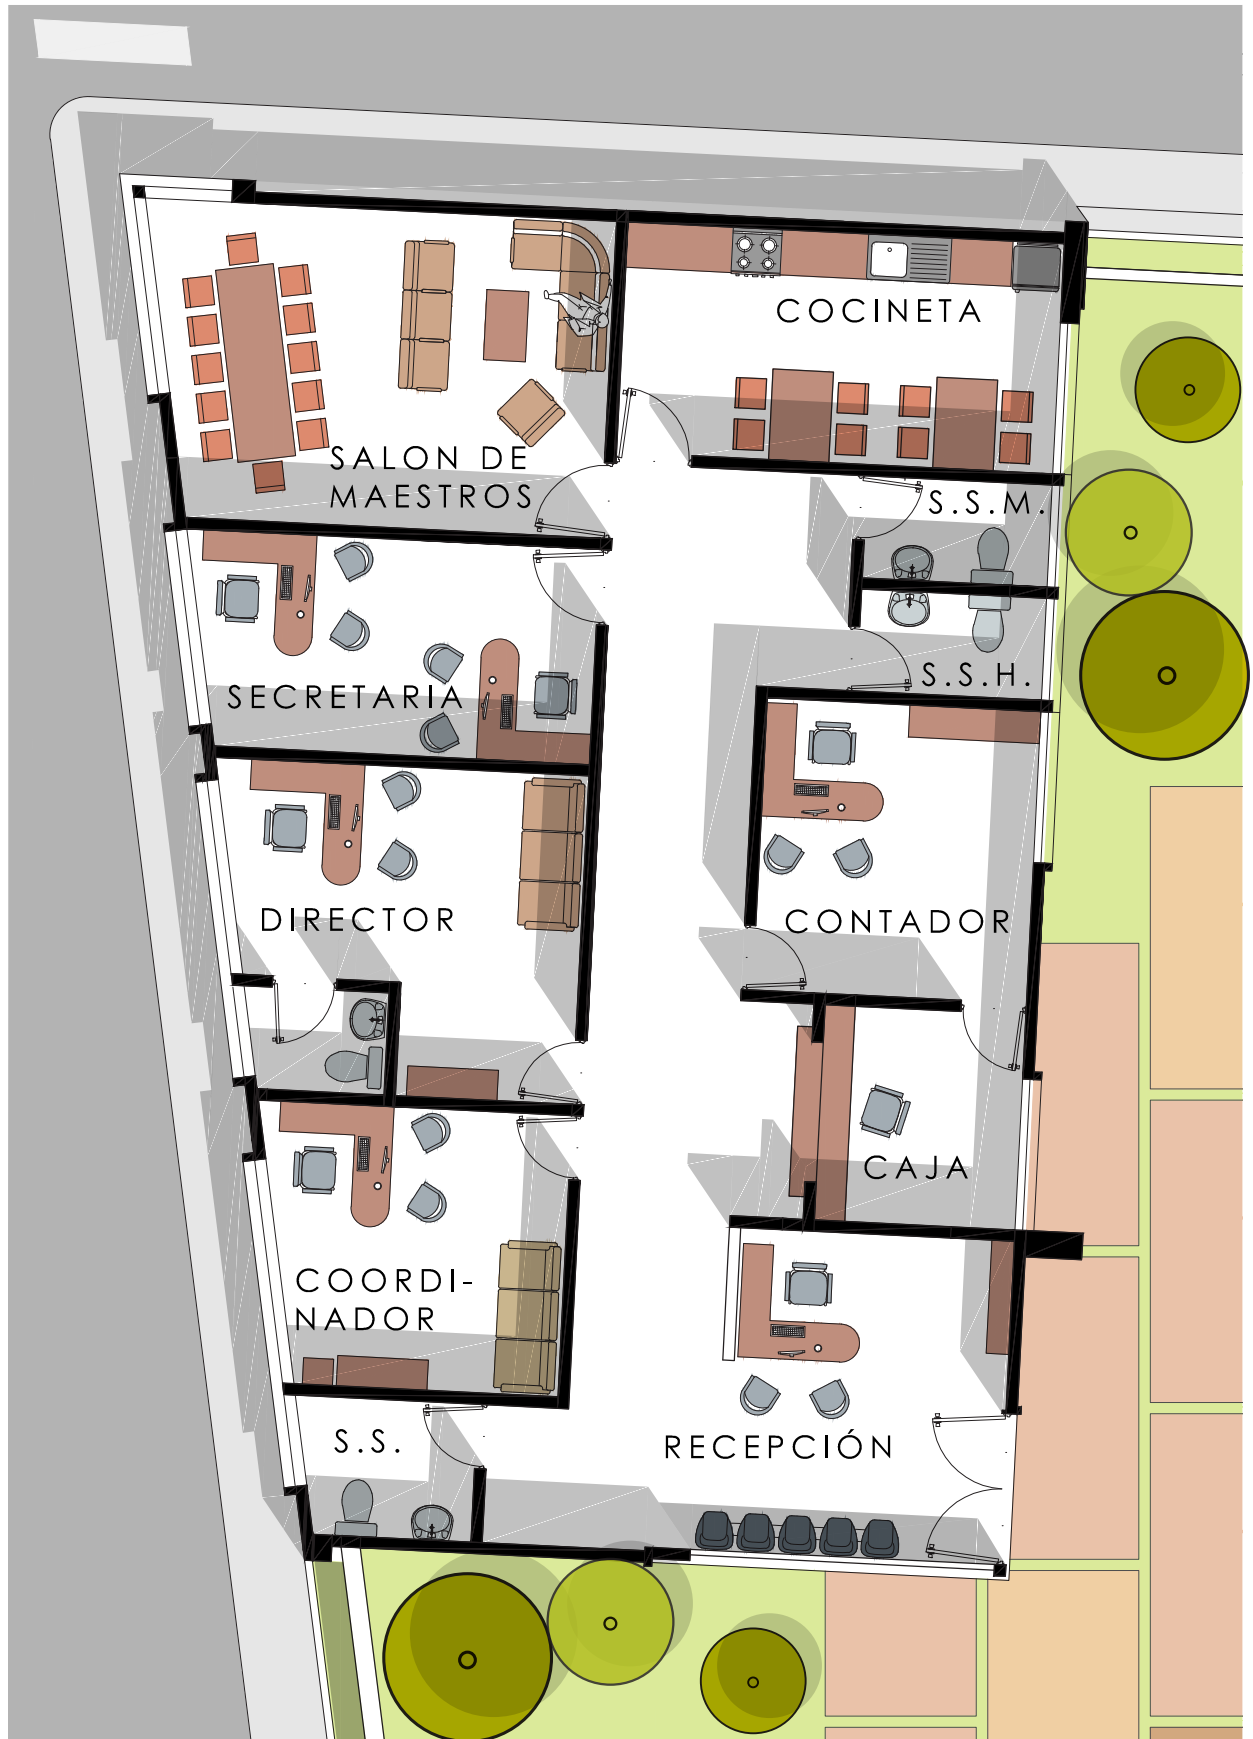 COCINETA
SALON DE
MAESTROS
S.S.M.
S.S.H.
SECRETARIA
DIRECTOR
CONTADOR
CAJA
COORDI-
NADOR
S.S.
RECEPCIÓN